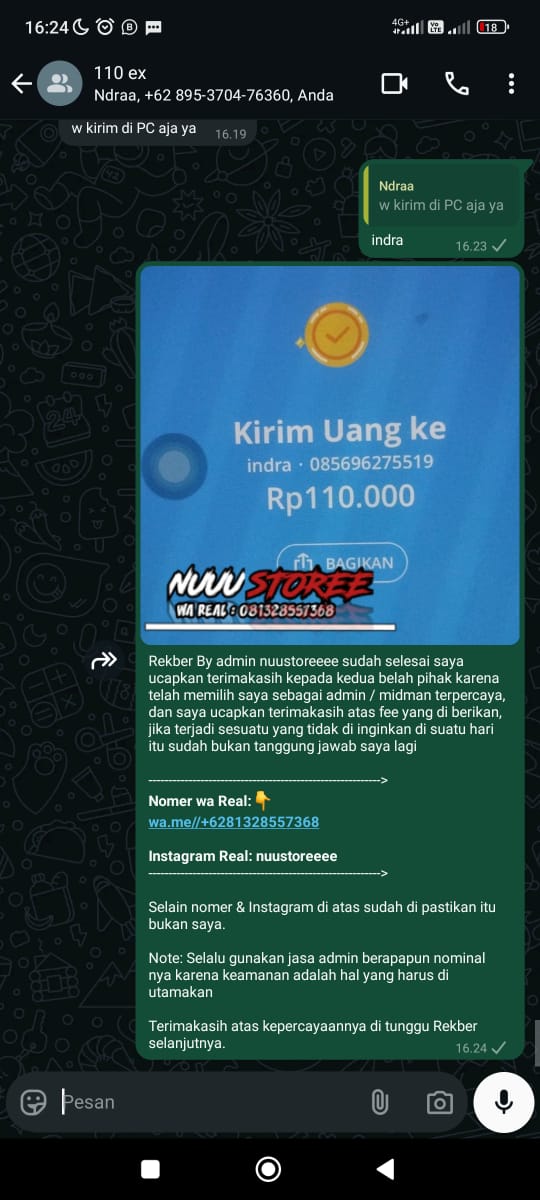 16:24
4G+
Vo LTE
18
110 ex
Ndraa, +62 895-3704-76360, Anda
w kirim di PC aja ya
16.19
Ndraa
w kirim di PC aja ya
indra
16.23
Kirim Uang ke
indra · 085696275519
Rp110.000
BAGIKAN
NUUU STOREE
WA REAL : 081328557368
Rekber By admin nuustoreeee sudah selesai saya
ucapkan terimakasih kepada kedua belah pihak karena
telah memilih saya sebagai admin / midman terpercaya,
dan saya ucapkan terimakasih atas fee yang di berikan,
jika terjadi sesuatu yang tidak di inginkan di suatu hari
itu sudah bukan tanggung jawab saya lagi
---------------------------------------------------------->
Nomer wa Real:👇
wa.me//+6281328557368
Instagram Real: nuustoreeee
---------------------------------------------------------->
Selain nomer & Instagram di atas sudah di pastikan itu
bukan saya.
Note: Selalu gunakan jasa admin berapapun nominal
nya karena keamanan adalah hal yang harus di
utamakan
Terimakasih atas kepercayaannya di tunggu Rekber
selanjutnya.
16.24
Pesan